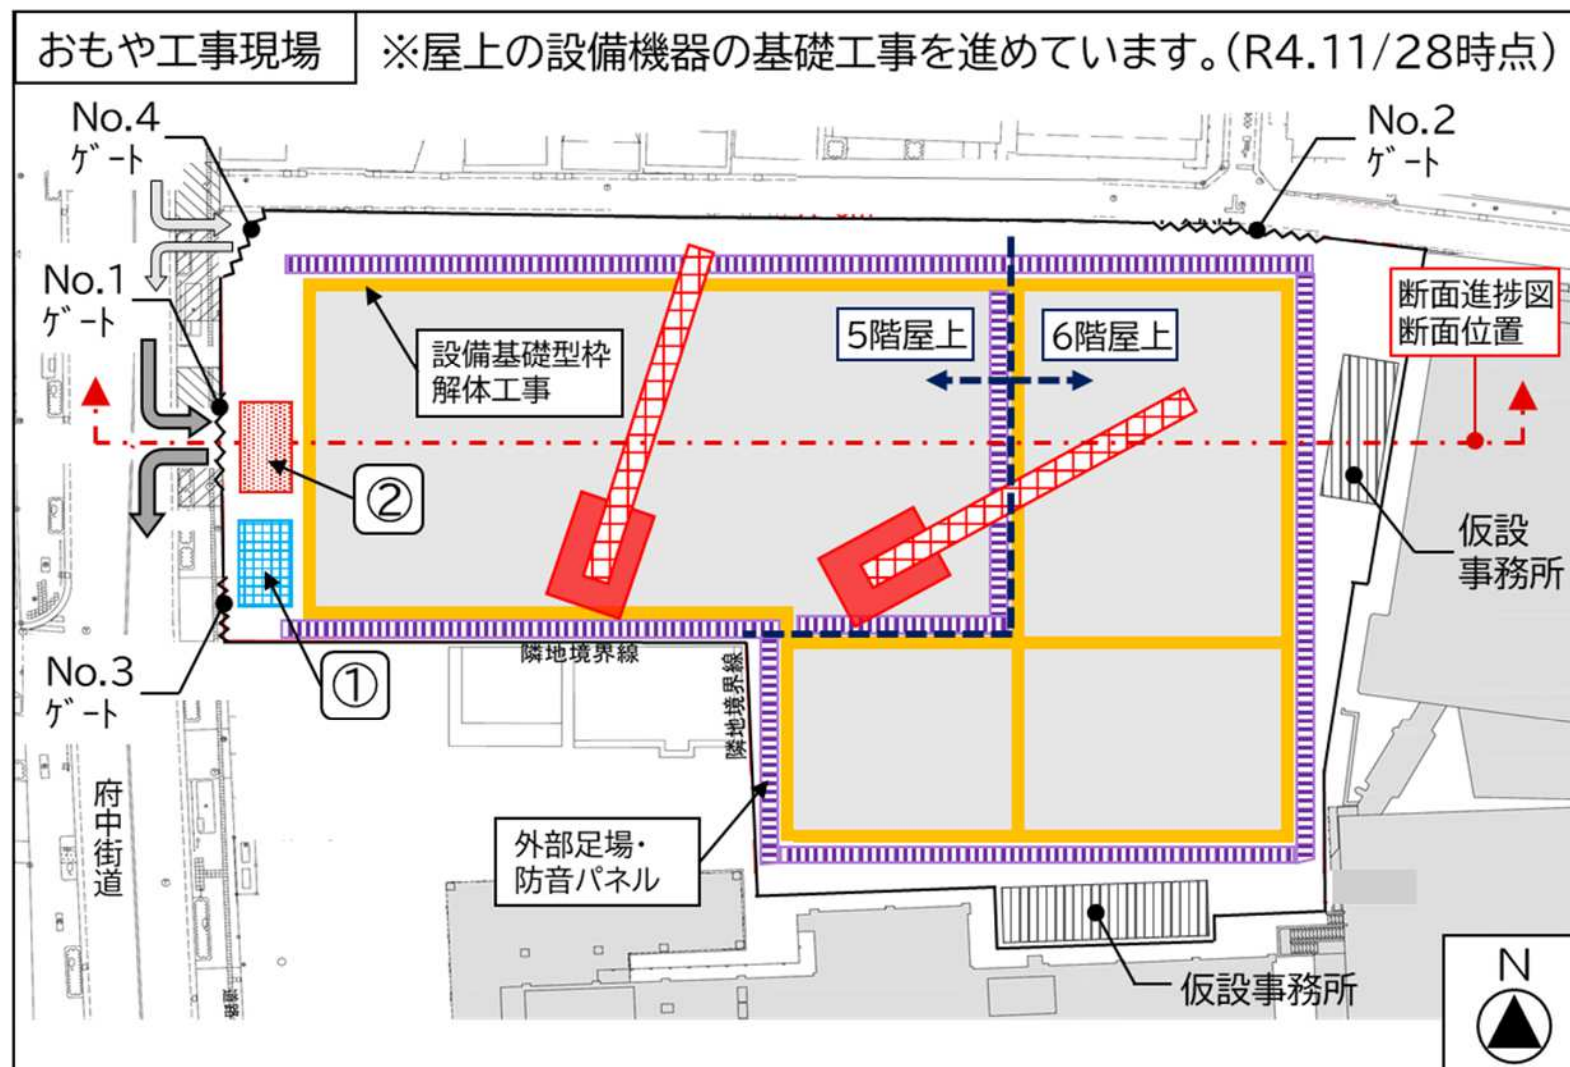 おもや工事現場
※屋上の設備機器の基礎工事を進めています。(R4.11/28時点)
No.4
ゲート
No.2
ゲート
No.1
ゲート
断面進捗図
断面位置
5階屋上
6階屋上
設備基礎型枠
解体工事
②
仮設
事務所
①
隣地境界線
No.3
ゲート
隣地境界線
府中街道
外部足場・
防音パネル
仮設事務所
N